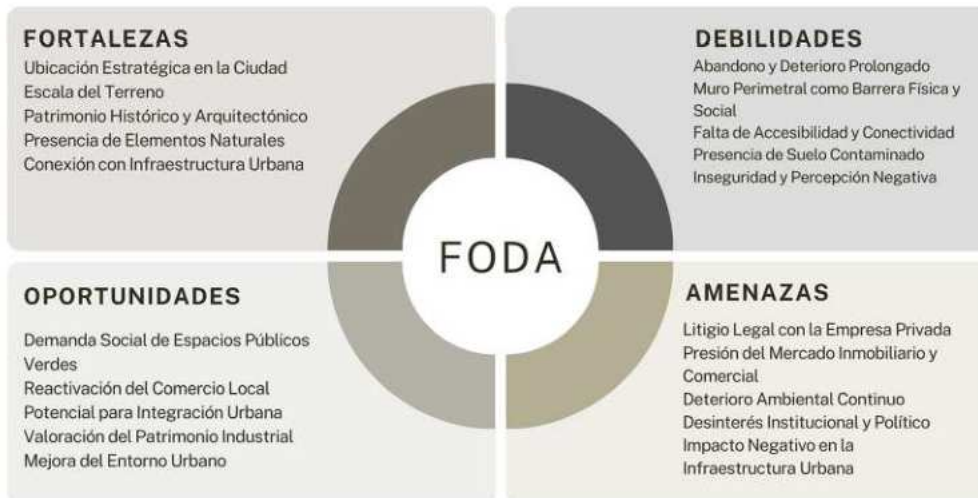 FORTALEZAS
Ubicación Estratégica en la Ciudad
Escala del Terreno
Patrimonio Histórico y Arquitectónico
Presencia de Elementos Naturales
Conexión con Infraestructura Urbana
DEBILIDADES
Abandono y Deterioro Prolongado
Muro Perimetral como Barrera Física y
Social
Falta de Accesibilidad y Conectividad
Presencia de Suelo Contaminado
Inseguridad y Percepción Negativa
FODA
OPORTUNIDADES
Demanda Social de Espacios Públicos
Verdes
Reactivación del Comercio Local
Potencial para Integración Urbana
Valoración del Patrimonio Industrial
Mejora del Entorno Urbano
AMENAZAS
Litigio Legal con la Empresa Privada
Presión del Mercado Inmobiliario y
Comercial
Deterioro Ambiental Continuo
Desinterés Institucional y Político
Impacto Negativo en la
Infraestructura Urbana